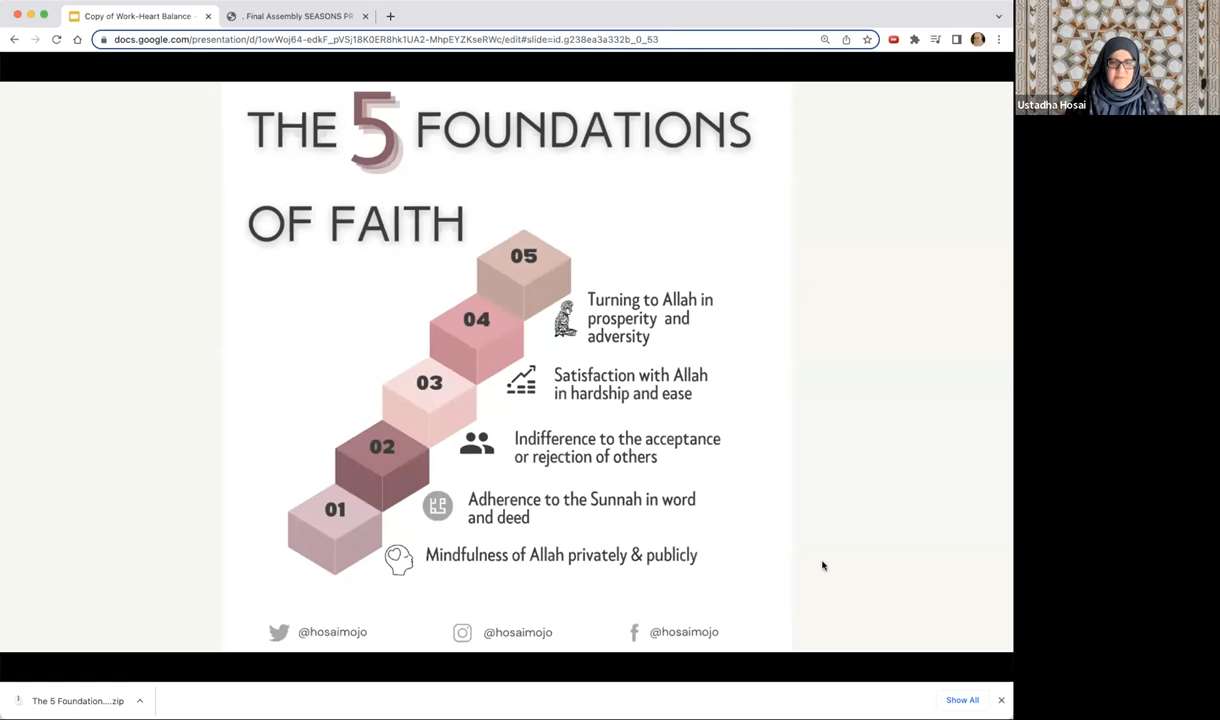 Copy of Work-Heart Balance -
. Final Assembly SEASONS PR
docs.google.com/presentation/d/1owWoj64-edkF_pVSj18K0ER8hk1UA2-MhpEYZKseRWc/edit#slide=id.g238ea3a332b_0_53
Ustadha Hosai
THE 5 FOUNDATIONS
OF FAITH
05
Turning to Allah in
prosperity and
adversity
04
Satisfaction with Allah
in hardship and ease
03
Indifference to the acceptance
or rejection of others
02
Adherence to the Sunnah in word
and deed
01
Mindfulness of Allah privately & publicly
@hosaimojo
@hosaimojo
@hosaimojo
The 5 Foundation....zip
Show All